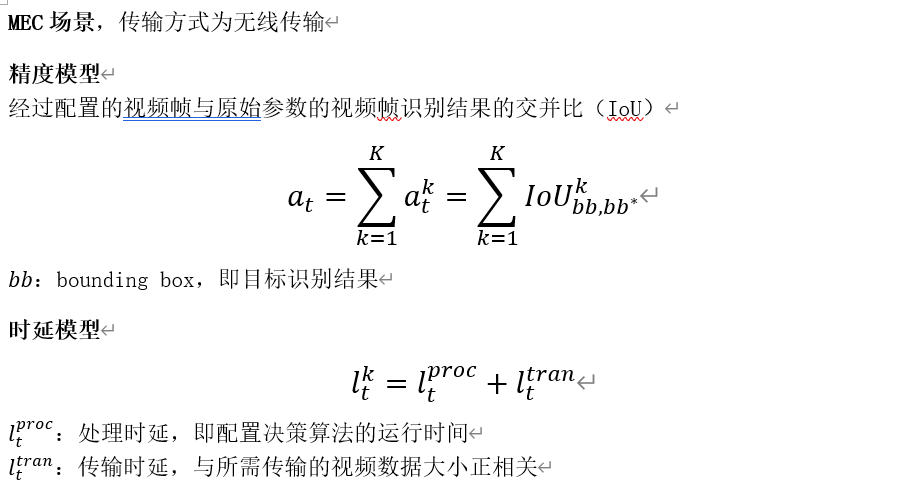 MEC 场景，传输方式为无线传输
精度模型
经过配置的视频帧与原始参数的视频帧识别结果的交并比（IoU）
a_t = \sum_{k=1}^{K} a_t^k = \sum_{k=1}^{K} IoU_{bb,bb^*}^k
bb：bounding box，即目标识别结果
时延模型
l_t^k = l_t^{proc} + l_t^{tran}
l_t^{proc}：处理时延，即配置决策算法的运行时间
l_t^{tran}：传输时延，与所需传输的视频数据大小正相关